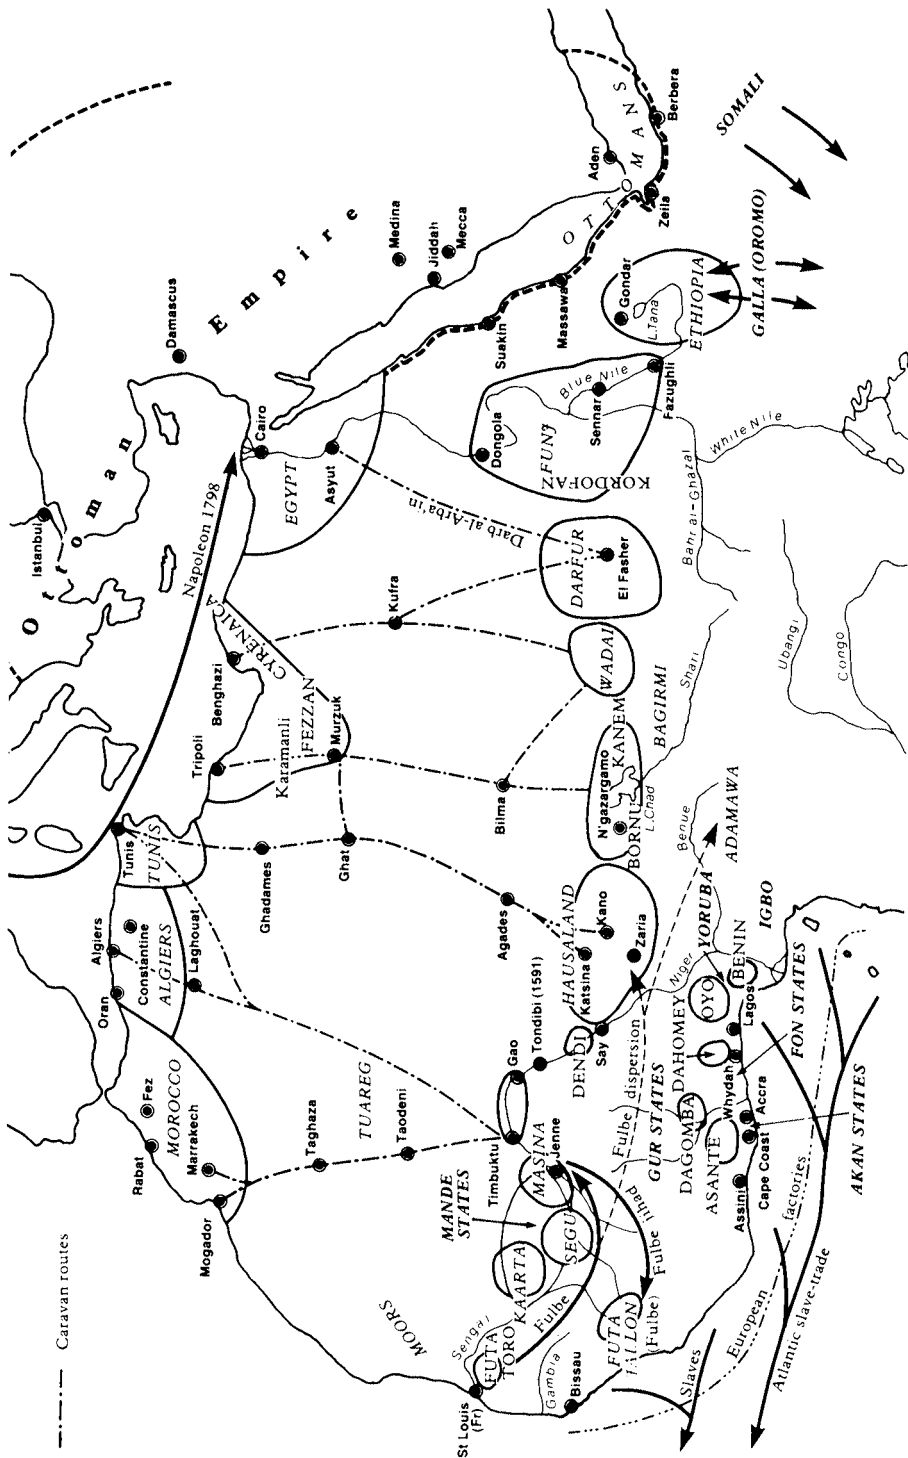 Caravan routes
Ottoman
Empire
Istanbul
Damascus
Medina
Jiddah
Mecca
Aden
OTTOMANS
Berbera
Zeila
SOMALI
Napoleon 1798
Cairo
EGYPT
Asyut
Darb al-Arba'in
Suakin
Massawa
Gondar
L.Tana
ETHIOPIA
GALLA (OROMO)
Dongola
FUNJ
Sennar
Blue Nile
Fazughli
KORDOFAN
White Nile
Bahr al-Ghazal
Benghazi
CYRENAICA
Kufra
DARFUR
El Fasher
WADAI
Tripoli
Karamanli
FEZZAN
Murzuk
Bilma
N'gazargamo
KANEM
BORNU
L.Chad
BAGIRMI
Shari
Ubangi
Congo
Tunis
TUNIS
Ghadames
Ghat
Agades
HAUSALAND
Katsina
Kano
Zaria
Benue
ADAMAWA
Algiers
Constantine
ALGIERS
Oran
Laghouat
Fez
Rabat
MOROCCO
Marrakech
Mogador
Taghaza
TUAREG
Taodeni
Timbuktu
Gao
Tondibi (1591)
DENDI
Say
Niger
YORUBA
IGBO
BENIN
OYO
Lagos
DAHOMEY
Whydah
FON STATES
Fulbe dispersion
GUR STATES
DAGOMBA
ASANTE
Accra
Cape Coast
Assini
AKAN STATES
MANDE
STATES
MASINA
Jenne
SEGU
KAARTA
Fulbe jihad
Fulbe
MOORS
Sengal
FUTA
TORO
St Louis
(Fr)
Gambia
Bissau
FUTA
JALLON
(Fulbe)
Slaves
European factories
Atlantic slave-trade